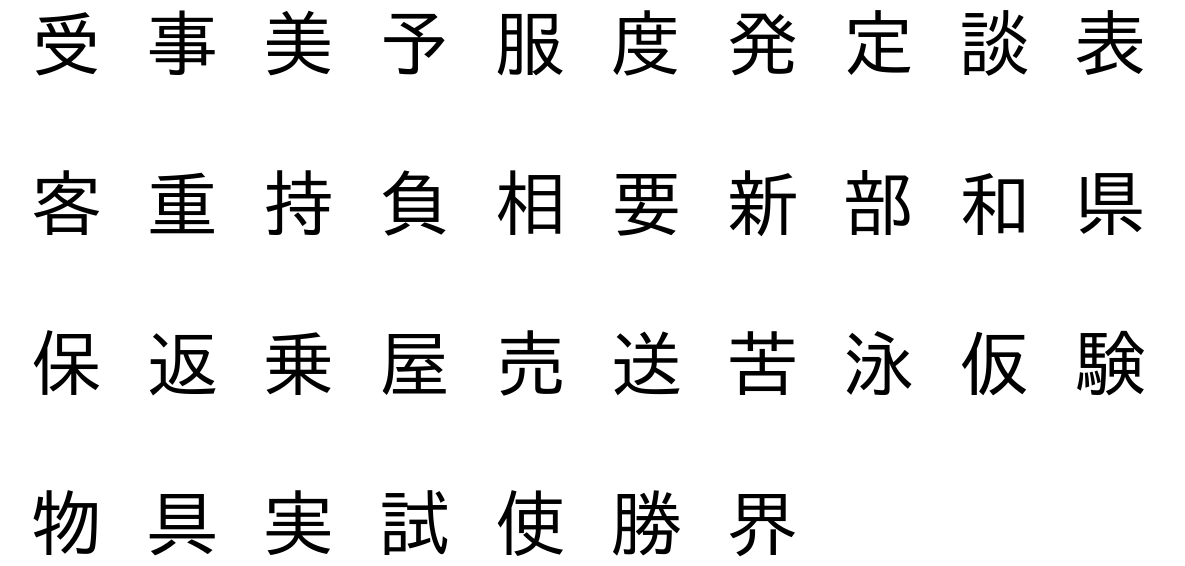 受事美予服度発定談表
客重持負相要新部和県
保返乗屋売送苦泳仮験
物具実試使勝界